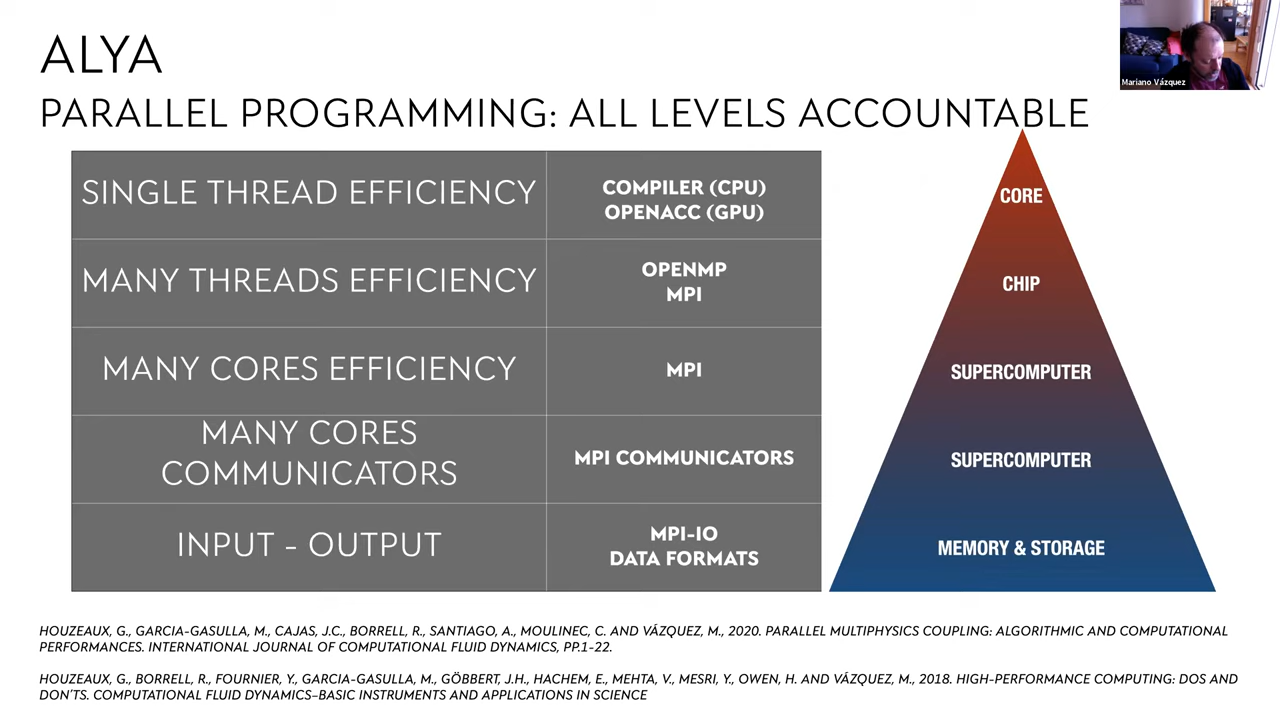 ALYA
PARALLEL PROGRAMMING: ALL LEVELS ACCOUNTABLE
Mariano Vázquez
SINGLE THREAD EFFICIENCY
COMPILER (CPU)
OPENACC (GPU)
CORE
MANY THREADS EFFICIENCY
OPENMP
MPI
CHIP
MANY CORES EFFICIENCY
MPI
SUPERCOMPUTER
MANY CORES
COMMUNICATORS
MPI COMMUNICATORS
SUPERCOMPUTER
INPUT - OUTPUT
MPI-IO
DATA FORMATS
MEMORY & STORAGE
HOUZEAUX, G., GARCIA-GASULLA, M., CAJAS, J.C., BORRELL, R., SANTIAGO, A., MOULINEC, C. AND VÁZQUEZ, M., 2020. PARALLEL MULTIPHYSICS COUPLING: ALGORITHMIC AND COMPUTATIONAL
PERFORMANCES. INTERNATIONAL JOURNAL OF COMPUTATIONAL FLUID DYNAMICS, PP.1-22.
HOUZEAUX, G., BORRELL, R., FOURNIER, Y., GARCIA-GASULLA, M., GÖBBERT, J.H., HACHEM, E., MEHTA, V., MESRI, Y., OWEN, H. AND VÁZQUEZ, M., 2018. HIGH-PERFORMANCE COMPUTING: DOS AND
DON'TS. COMPUTATIONAL FLUID DYNAMICS–BASIC INSTRUMENTS AND APPLICATIONS IN SCIENCE